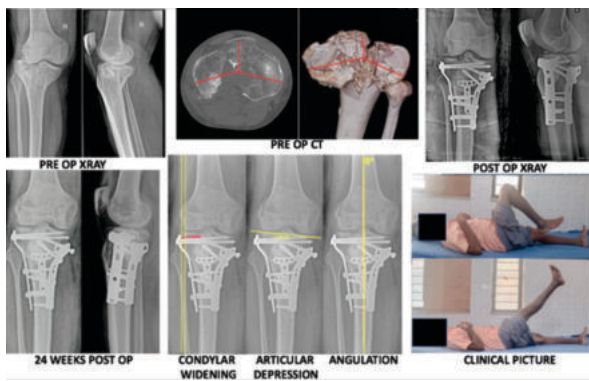 PRE OP XRAY
PRE OP CT
POST OP XRAY
24 WEEKS POST OP
CONDYLAR
WIDENING
ARTICULAR
DEPRESSION
ANGULATION
CLINICAL PICTURE